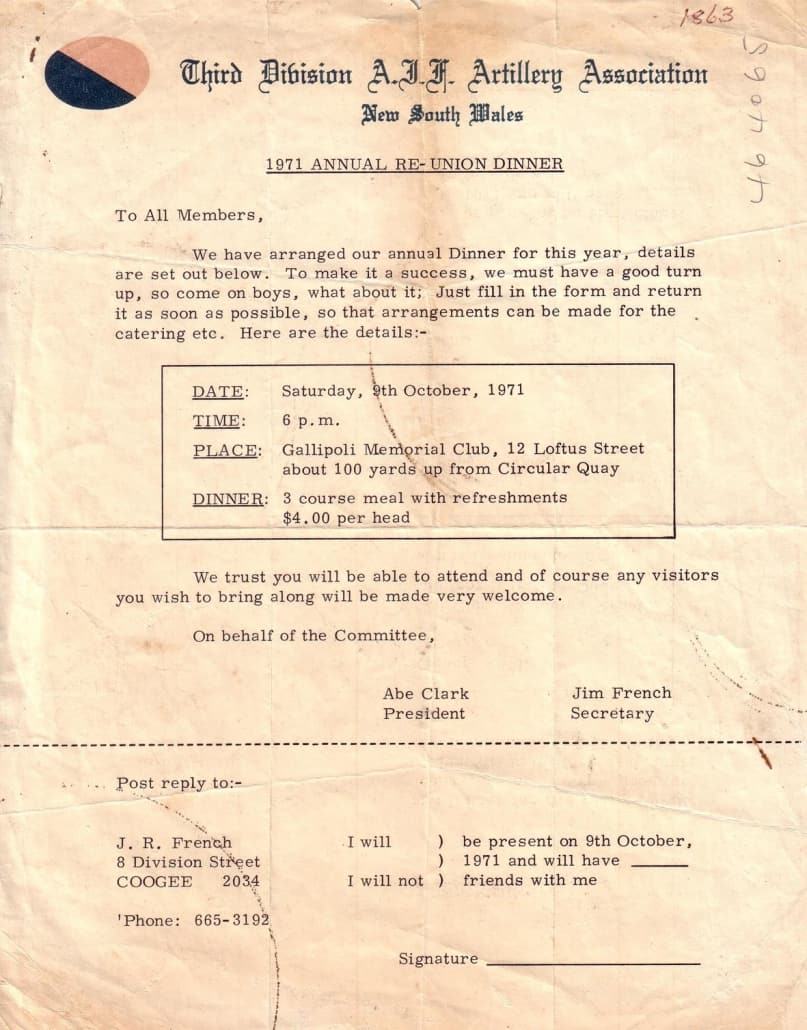 1863
Third Division A.I.F. Artillery Association
New South Wales
1971 ANNUAL RE-UNION DINNER
To All Members,
We have arranged our annual Dinner for this year, details
are set out below. To make it a success, we must have a good turn
up, so come on boys, what about it; Just fill in the form and return
it as soon as possible, so that arrangements can be made for the
catering etc. Here are the details:-
DATE: Saturday, 9th October, 1971
TIME: 6 p.m.
PLACE: Gallipoli Memorial Club, 12 Loftus Street
about 100 yards up from Circular Quay
DINNER: 3 course meal with refreshments
$4.00 per head
We trust you will be able to attend and of course any visitors
you wish to bring along will be made very welcome.
On behalf of the Committee,
Abe Clark Jim French
President Secretary
Post reply to:-
J. R. French I will ) be present on 9th October,
8 Division Street ) 1971 and will have ______
COOGEE 2034 I will not ) friends with me
'Phone: 665-3192
Signature ____________________